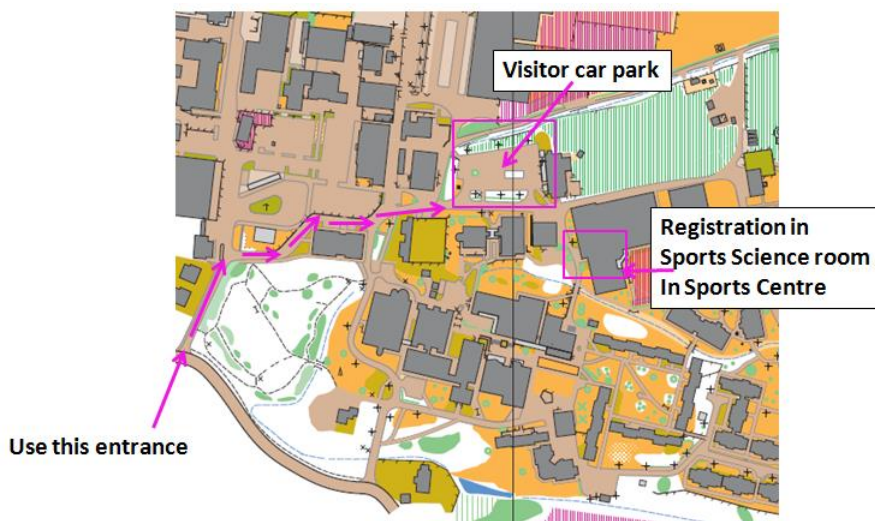 Visitor car park
Registration in
Sports Science room
In Sports Centre
Use this entrance